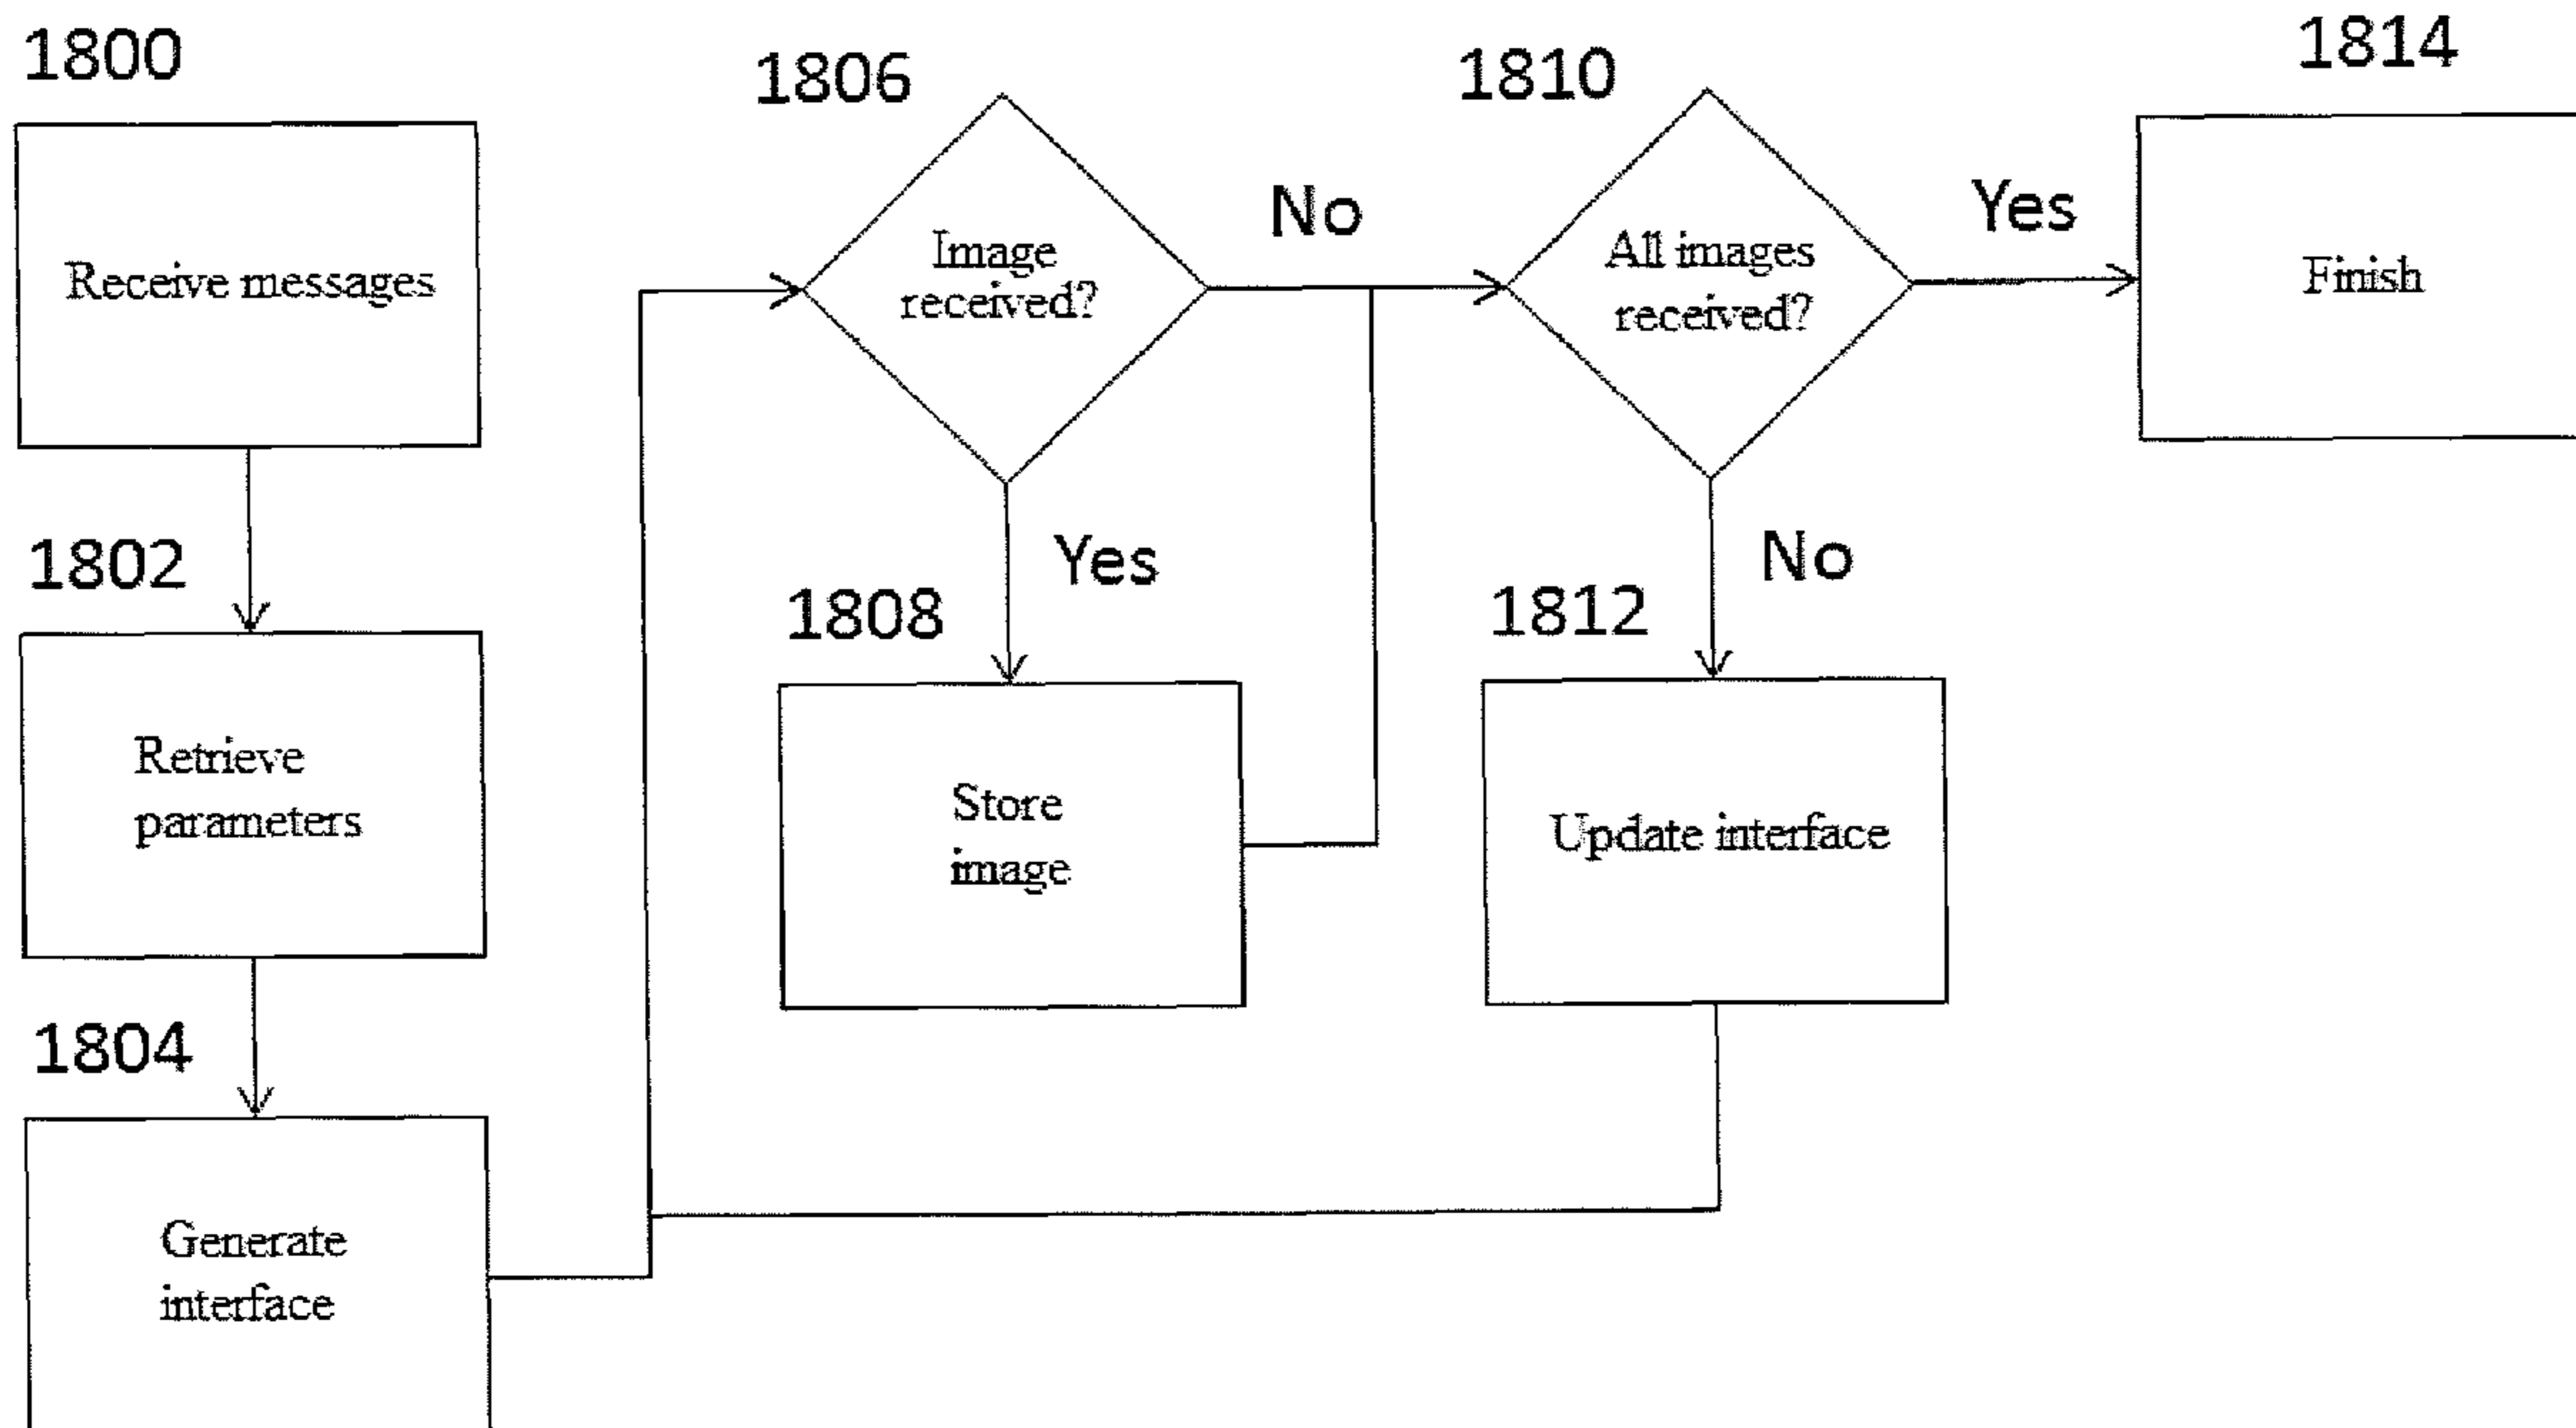 1800
Receive messages
1802
Retrieve
parameters
1804
Generate
interface
1806
Image
received?
No
Yes
1808
Store
image
1810
All images
received?
Yes
No
1812
Update interface
1814
Finish